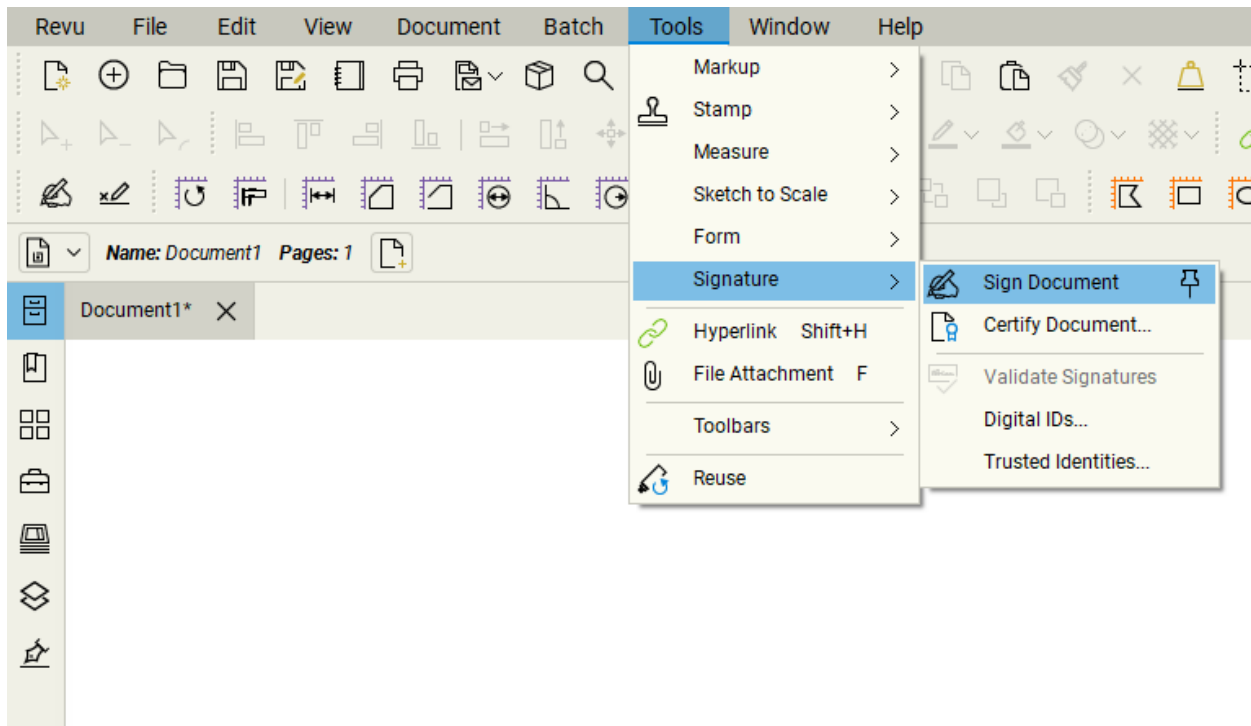 Revu File Edit View Document Batch Tools Window Help
Markup
Stamp
Measure
Sketch to Scale
Form
Signature
Hyperlink Shift+H
File Attachment F
Toolbars
Reuse
Sign Document
Certify Document...
Validate Signatures
Digital IDs...
Trusted Identities...
Name: Document1 Pages: 1
Document1*